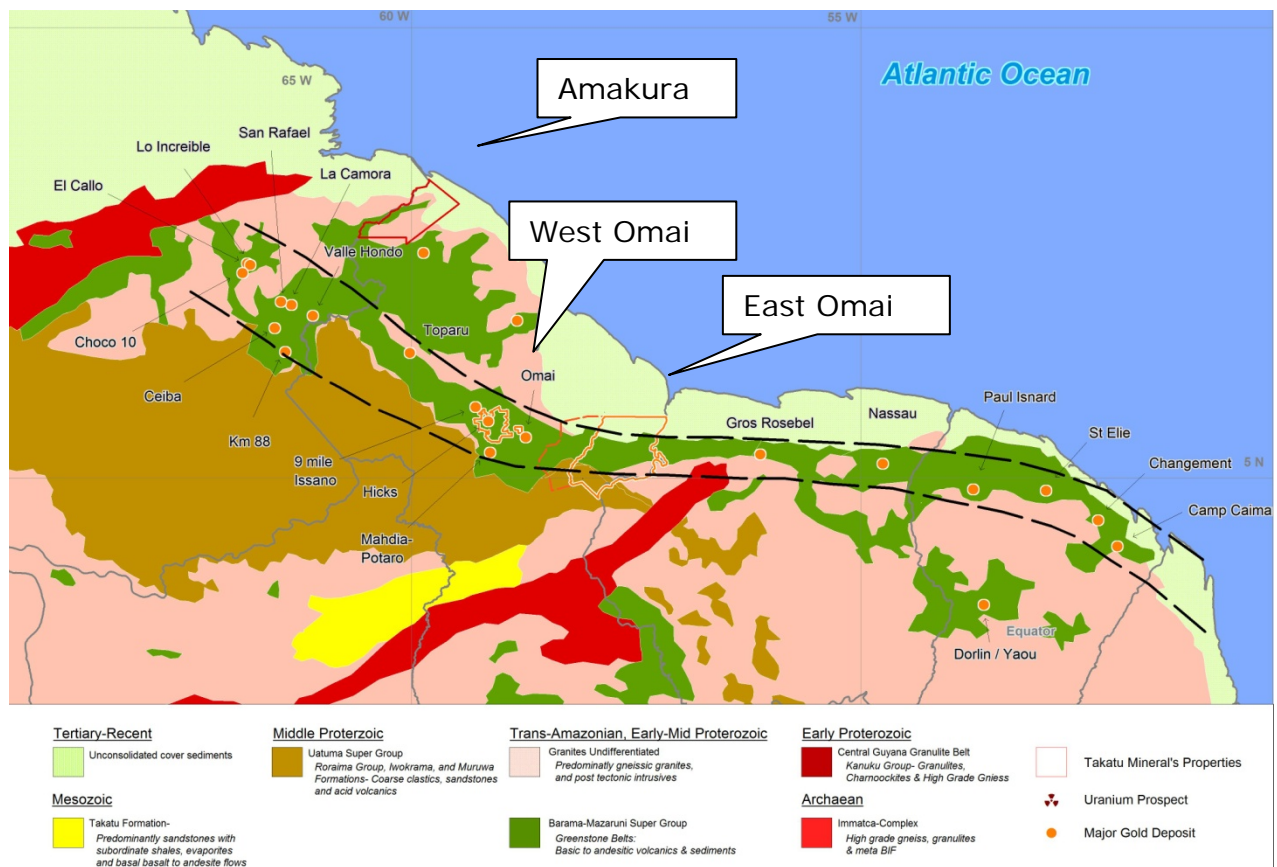 60 W
55 W
Atlantic Ocean
65 W
Amakura
San Rafael
Lo Increible
La Camora
El Callo
West Omai
Valle Hondo
East Omai
Toparu
Choco 10
Omai
Paul Isnard
Ceiba
Nassau
Gros Rosebel
St Elie
Km 88
9 mile
Issano
Changement
5 N
Hicks
Camp Caima
Mahdia-
Potaro
Equator
Dorlin / Yaou
Tertiary-Recent
Unconsolidated cover sediments
Mesozoic
Takatu Formation-
Predominantly sandstones with
subordinate shales, evaporites
and basal basalt to andesite flows
Middle Proterzoic
Uatuma Super Group
Roraima Group, Iwokrama, and Muruwa
Formations- Coarse clastics, sandstones
and acid volcanics
Trans-Amazonian, Early-Mid Proterozoic
Granites Undifferentiated
Predominatly gneissic granites,
and post tectonic intrusives
Barama-Mazaruni Super Group
Greenstone Belts:
Basic to andesitic volcanics & sediments
Early Proterozoic
Central Guyana Granulite Belt
Kanuku Group- Granulites,
Charnoockites & High Grade Gniess
Archaean
Immatca-Complex
High grade gneiss, granulites
& meta BIF
Takatu Mineral's Properties
Uranium Prospect
Major Gold Deposit